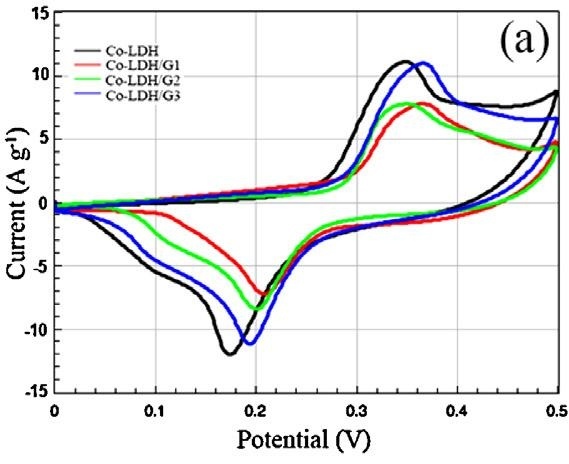 (a)
Co-LDH
Co-LDH/G1
Co-LDH/G2
Co-LDH/G3
Current (A g⁻¹)
15
10
5
0
-5
-10
-15
0 0.1 0.2 0.3 0.4 0.5
Potential (V)